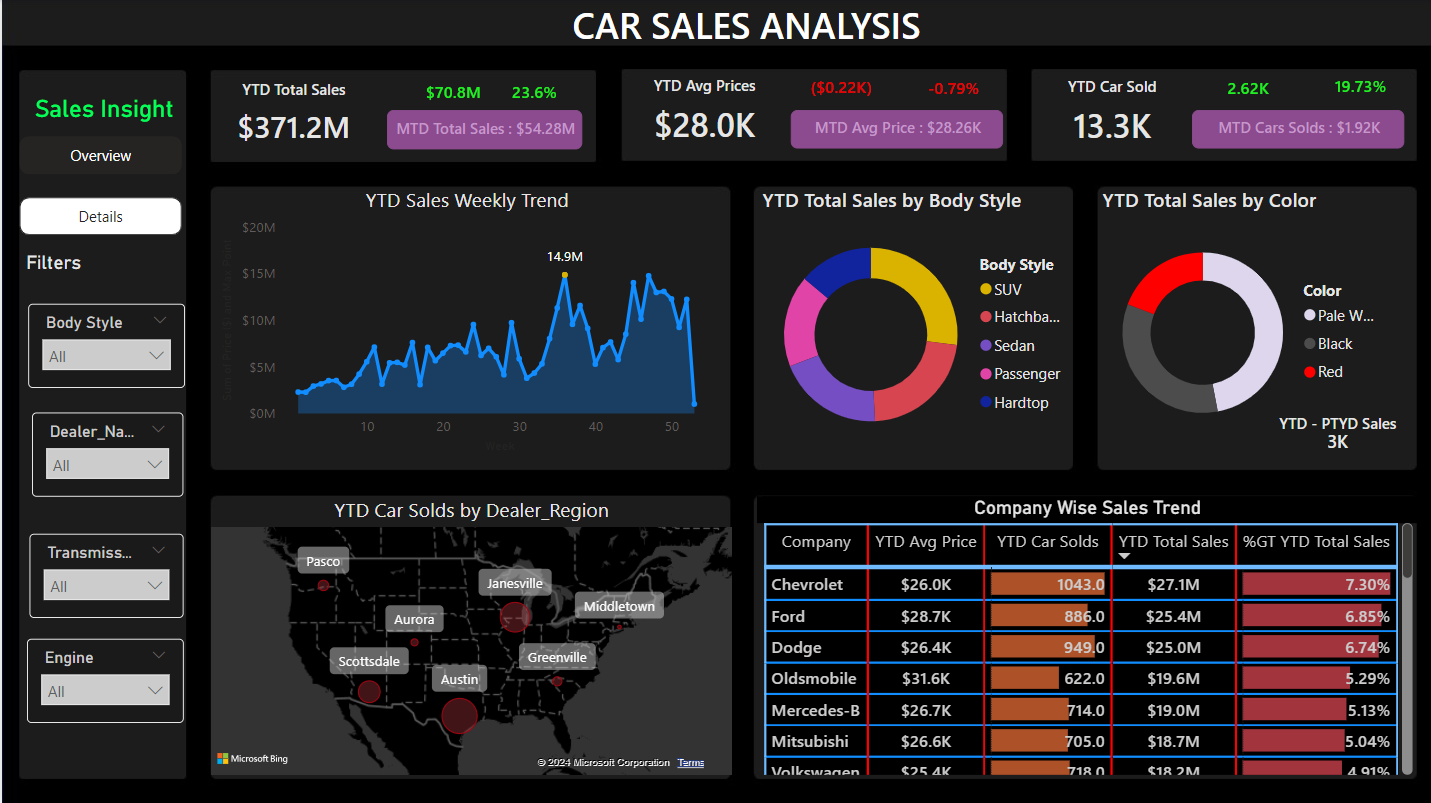 CAR SALES ANALYSIS
Sales Insight
Overview
Details
Filters
Body Style
All
Dealer_Na...
All
Transmiss...
All
Engine
All
YTD Total Sales
$70.8M 23.6%
$371.2M
MTD Total Sales : $54.28M
YTD Avg Prices
($0.22K) -0.79%
$28.0K
MTD Avg Price : $28.26K
YTD Car Sold
2.62K 19.73%
13.3K
MTD Cars Solds : $1.92K
YTD Sales Weekly Trend
$20M
$15M
$10M
$5M
$0M
14.9M
10 20 30 40 50
Week
YTD Total Sales by Body Style
Body Style
SUV
Hatchba...
Sedan
Passenger
Hardtop
YTD Total Sales by Color
Color
Pale W...
Black
Red
YTD - PTYD Sales
3K
YTD Car Solds by Dealer_Region
Pasco
Janesville
Middletown
Aurora
Scottsdale
Greenville
Austin
Microsoft Bing
© 2024 Microsoft Corporation Terms
Company Wise Sales Trend
Company YTD Avg Price YTD Car Solds YTD Total Sales %GT YTD Total Sales
Chevrolet $26.0K 1043.0 $27.1M 7.30%
Ford $28.7K 886.0 $25.4M 6.85%
Dodge $26.4K 949.0 $25.0M 6.74%
Oldsmobile $31.6K 622.0 $19.6M 5.29%
Mercedes-B $26.7K 714.0 $19.0M 5.13%
Mitsubishi $26.6K 705.0 $18.7M 5.04%
Volkswagen $25.4K 718.0 $18.2M 4.91%